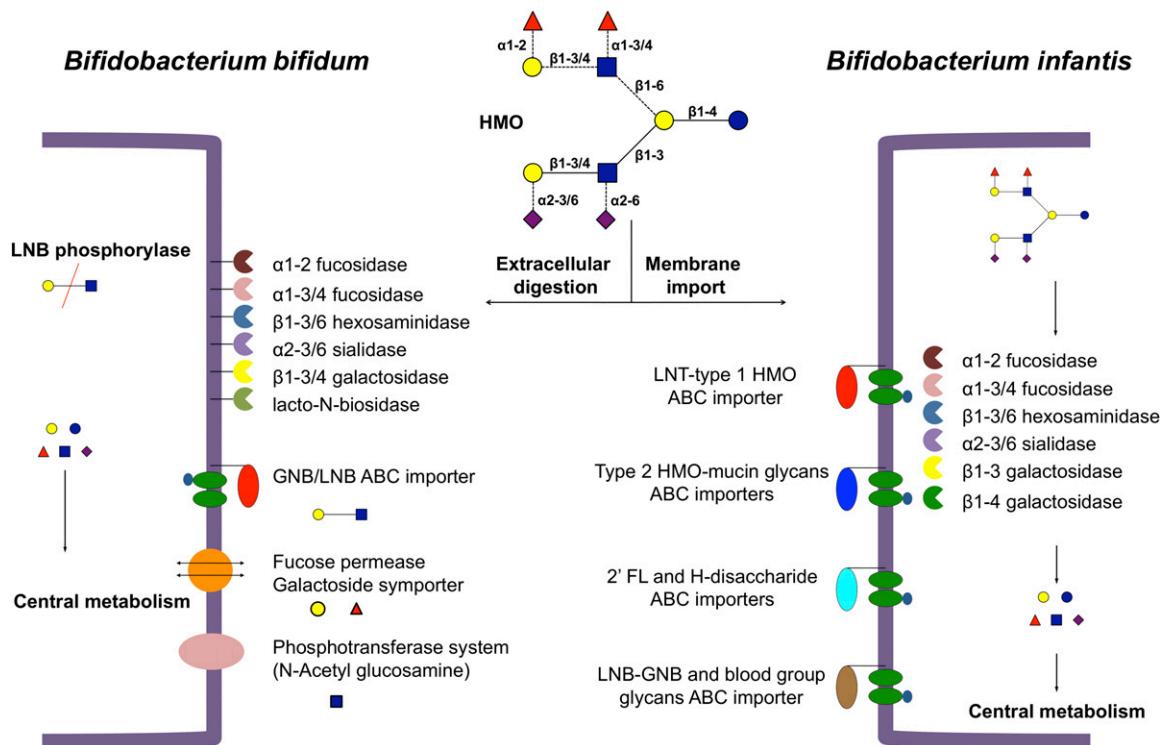 Bifidobacterium bifidum
Bifidobacterium infantis
HMO
α1-2
α1-3/4
β1-3/4
β1-6
β1-4
β1-3/4
β1-3
α2-3/6
α2-6
Extracellular
digestion
Membrane
import
LNB phosphorylase
α1-2 fucosidase
α1-3/4 fucosidase
β1-3/6 hexosaminidase
α2-3/6 sialidase
β1-3/4 galactosidase
lacto-N-biosidase
GNB/LNB ABC importer
Fucose permease
Galactoside symporter
Phosphotransferase system
(N-Acetyl glucosamine)
Central metabolism
LNT-type 1 HMO
ABC importer
Type 2 HMO-mucin glycans
ABC importers
2' FL and H-disaccharide
ABC importers
LNB-GNB and blood group
glycans ABC importer
α1-2 fucosidase
α1-3/4 fucosidase
β1-3/6 hexosaminidase
α2-3/6 sialidase
β1-3 galactosidase
β1-4 galactosidase
Central metabolism